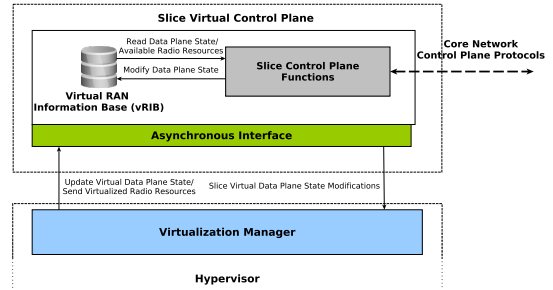 Slice Virtual Control Plane
Read Data Plane State/
Available Radio Resources
Modify Data Plane State
Virtual RAN
Information Base (vRIB)
Slice Control Plane
Functions
Core Network
Control Plane Protocols
Asynchronous Interface
Update Virtual Data Plane State/
Send Virtualized Radio Resources
Slice Virtual Data Plane State Modifications
Virtualization Manager
Hypervisor